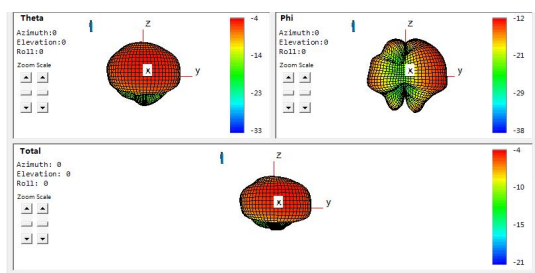 Theta
Azimuth:0
Elevation:0
Roll:0
Zoom Scale
z
x
y
-4
-14
-23
-33
Phi
Azimuth:0
Elevation:0
Roll:0
Zoom Scale
z
x
y
-12
-21
-29
-38
Total
Azimuth: 0
Elevation: 0
Roll: 0
Zoom Scale
z
x
y
-4
-10
-15
-21